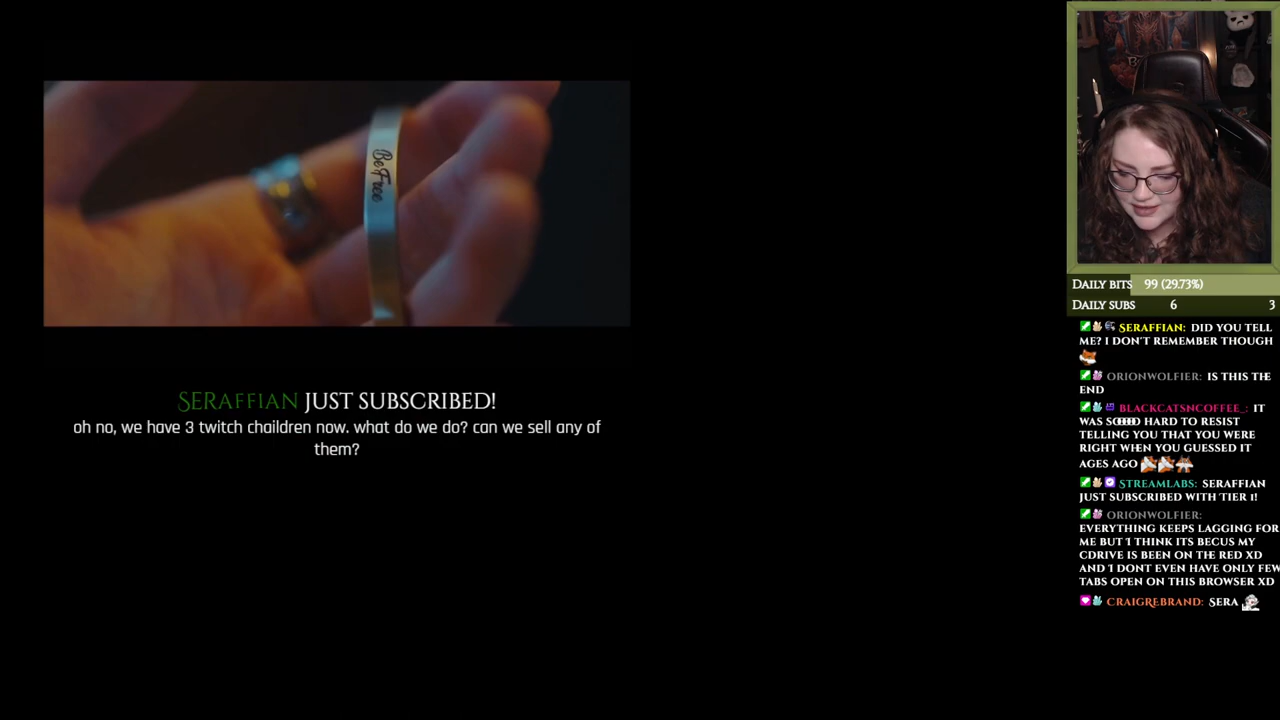 Be Free
SERAFFIAN JUST SUBSCRIBED!
oh no, we have 3 twitch chaildren now. what do we do? can we sell any of
them?
DAILY BITS 99 (29.73%)
DAILY SUBS 6 3
SERAFFIAN: DID YOU TELL
ME? I DON'T REMEMBER THOUGH
ORIONWOLFIER: IS THIS THE
END
BLACKCATSNCOFFEE_: IT
WAS SOOOO HARD TO RESIST
TELLING YOU THAT YOU WERE
RIGHT WHEN YOU GUESSED IT
AGES AGO
STREAMLABS: SERAFFIAN
JUST SUBSCRIBED WITH TIER 1!
ORIONWOLFIER:
EVERYTHING KEEPS LAGGING FOR
ME BUT I THINK ITS BECUS MY
CDRIVE IS BEEN ON THE RED XD
AND I DONT EVEN HAVE ONLY FEW
TABS OPEN ON THIS BROWSER XD
CRAIGREBRAND: SERA